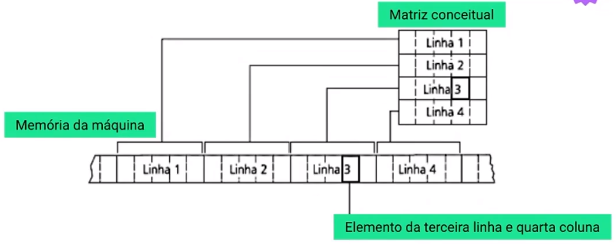 Matriz conceitual
Linha 1
Linha 2
Linha 3
Linha 4
Memória da máquina
Linha 1 Linha 2 Linha 3 Linha 4
Elemento da terceira linha e quarta coluna